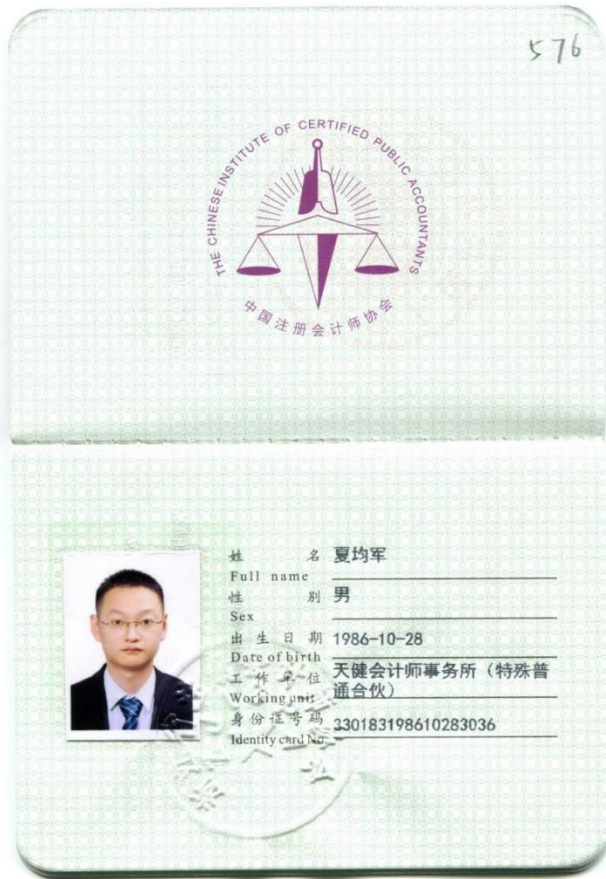 576
THE CHINESE INSTITUTE OF CERTIFIED PUBLIC ACCOUNTANTS
中国注册会计师协会
姓 名 夏均军
Full name
性 别 男
Sex
出生日期 1986-10-28
Date of birth
工作单位 天健会计师事务所（特殊普
Working unit 通合伙）
身份证号码 330183198610283036
Identity card No.